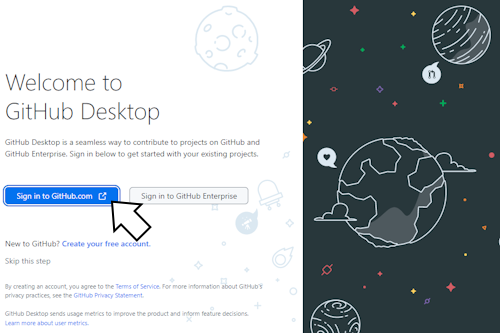 Welcome to
GitHub Desktop
GitHub Desktop is a seamless way to contribute to projects on GitHub and
GitHub Enterprise. Sign in below to get started with your existing projects.
Sign in to GitHub.com
Sign in to GitHub Enterprise
New to GitHub? Create your free account.
Skip this step
By creating an account, you agree to the Terms of Service. For more information about GitHub's
privacy practices, see the GitHub Privacy Statement.
GitHub Desktop sends usage metrics to improve the product and inform feature decisions.
Learn more about user metrics.